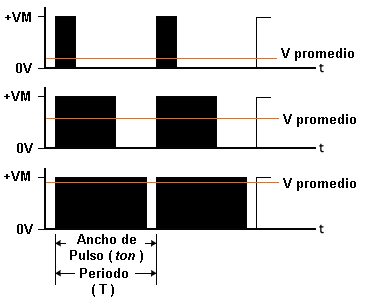 +VM
V promedio
0V
t
+VM
V promedio
0V
t
+VM
V promedio
0V
t
Ancho de
Pulso ( ton )
Periodo
( T )